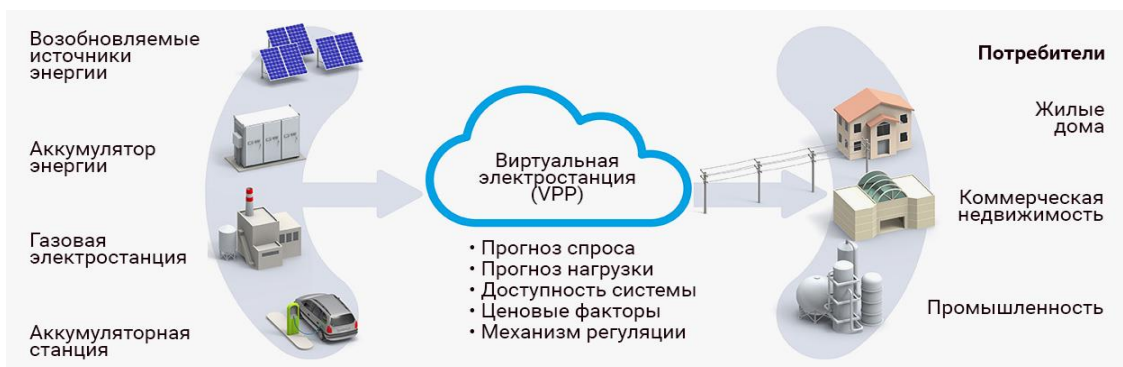 Возобновляемые
источники
энергии
Аккумулятор
энергии
Газовая
электростанция
Аккумуляторная
станция
Виртуальная
электростанция
(VPP)
• Прогноз спроса
• Прогноз нагрузки
• Доступность системы
• Ценовые факторы
• Механизм регуляции
Потребители
Жилые
дома
Коммерческая
недвижимость
Промышленность